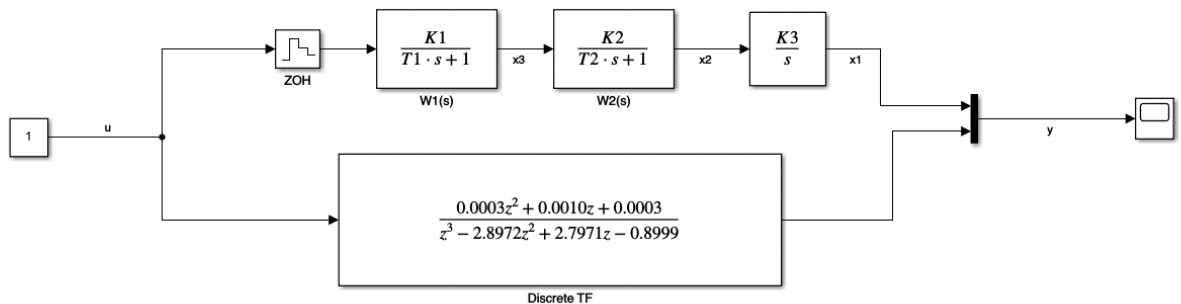 K1
T1 · s + 1
ZOH
W1(s)
x3
K2
T2 · s + 1
W2(s)
x2
K3
s
x1
1
u
y
0.0003z² + 0.0010z + 0.0003
z³ − 2.8972z² + 2.7971z − 0.8999
Discrete TF